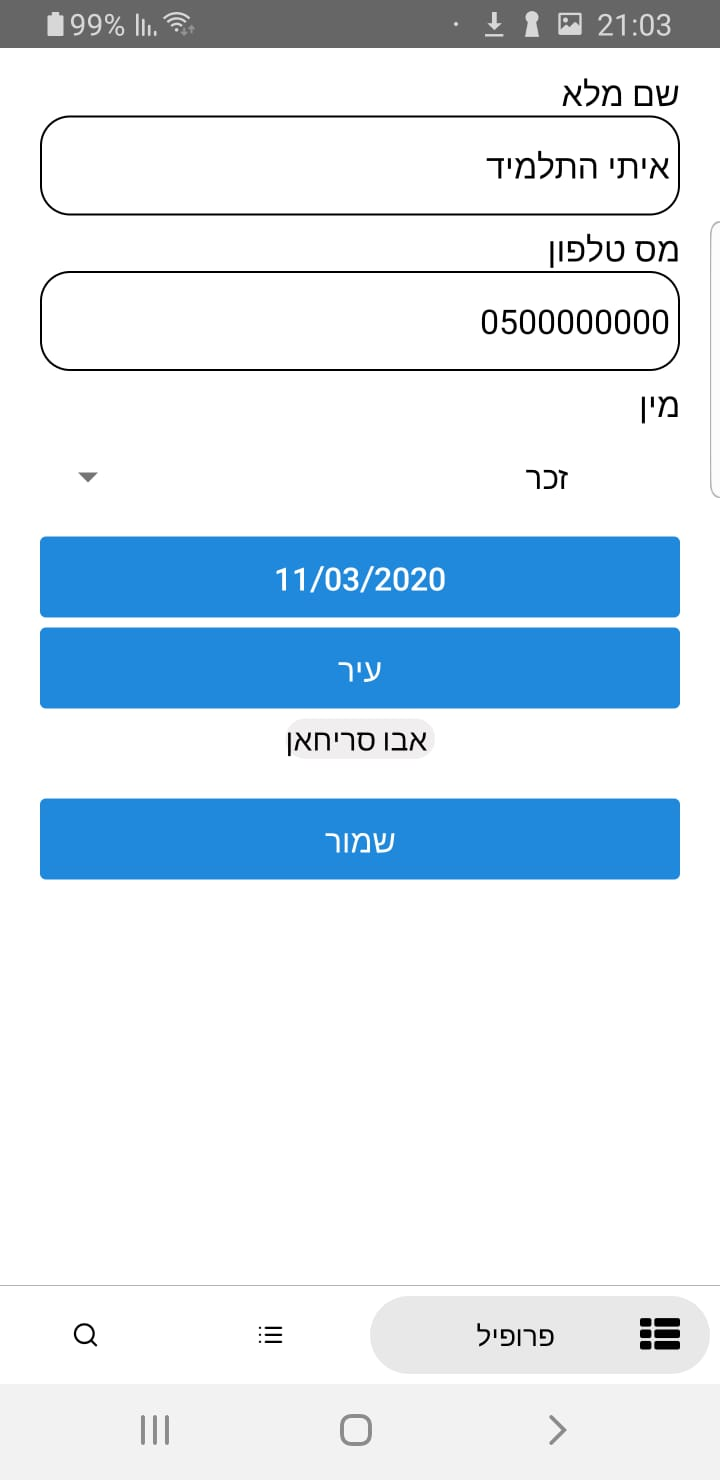 99% 21:03
שם מלא
איתי התלמיד
מס טלפון
0500000000
מין
זכר
11/03/2020
עיר
אבו סריחאן
שמור
פרופיל